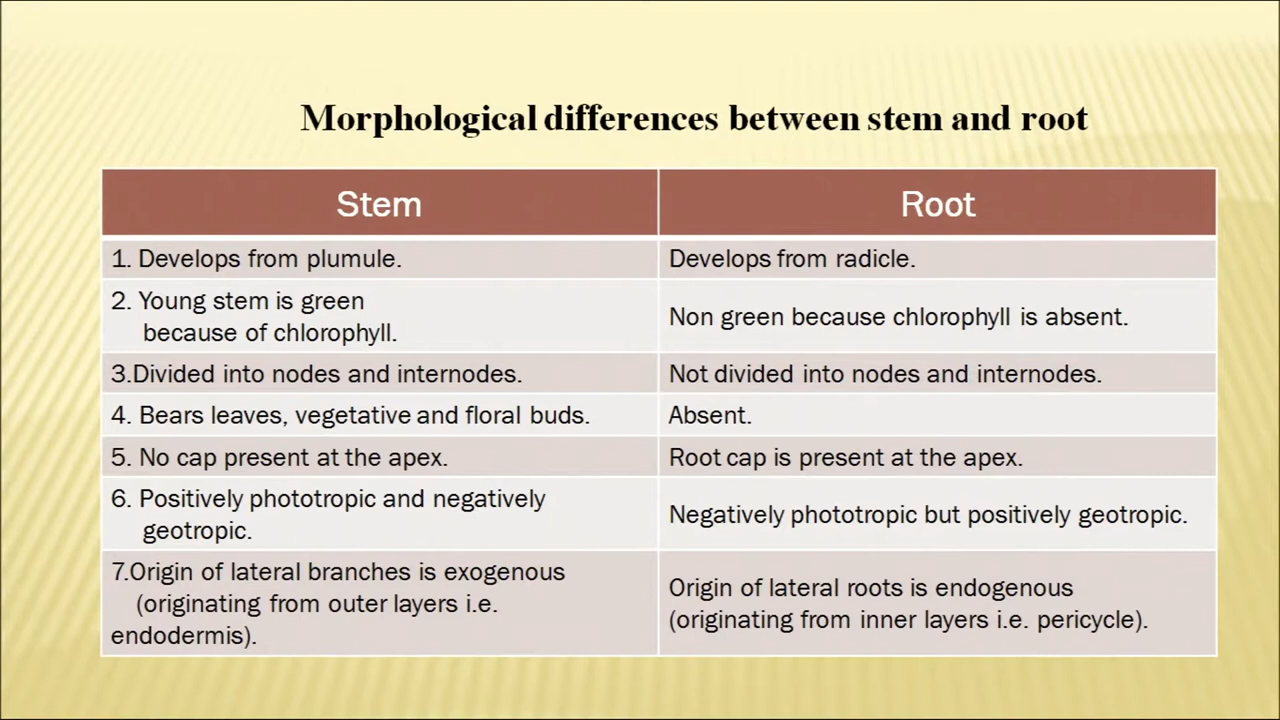 Morphological differences between stem and root
Stem
Root
1. Develops from plumule.
Develops from radicle.
2. Young stem is green
because of chlorophyll.
Non green because chlorophyll is absent.
3.Divided into nodes and internodes.
Not divided into nodes and internodes.
4. Bears leaves, vegetative and floral buds.
Absent.
5. No cap present at the apex.
Root cap is present at the apex.
6. Positively phototropic and negatively
geotropic.
Negatively phototropic but positively geotropic.
7.Origin of lateral branches is exogenous
(originating from outer layers i.e.
endodermis).
Origin of lateral roots is endogenous
(originating from inner layers i.e. pericycle).